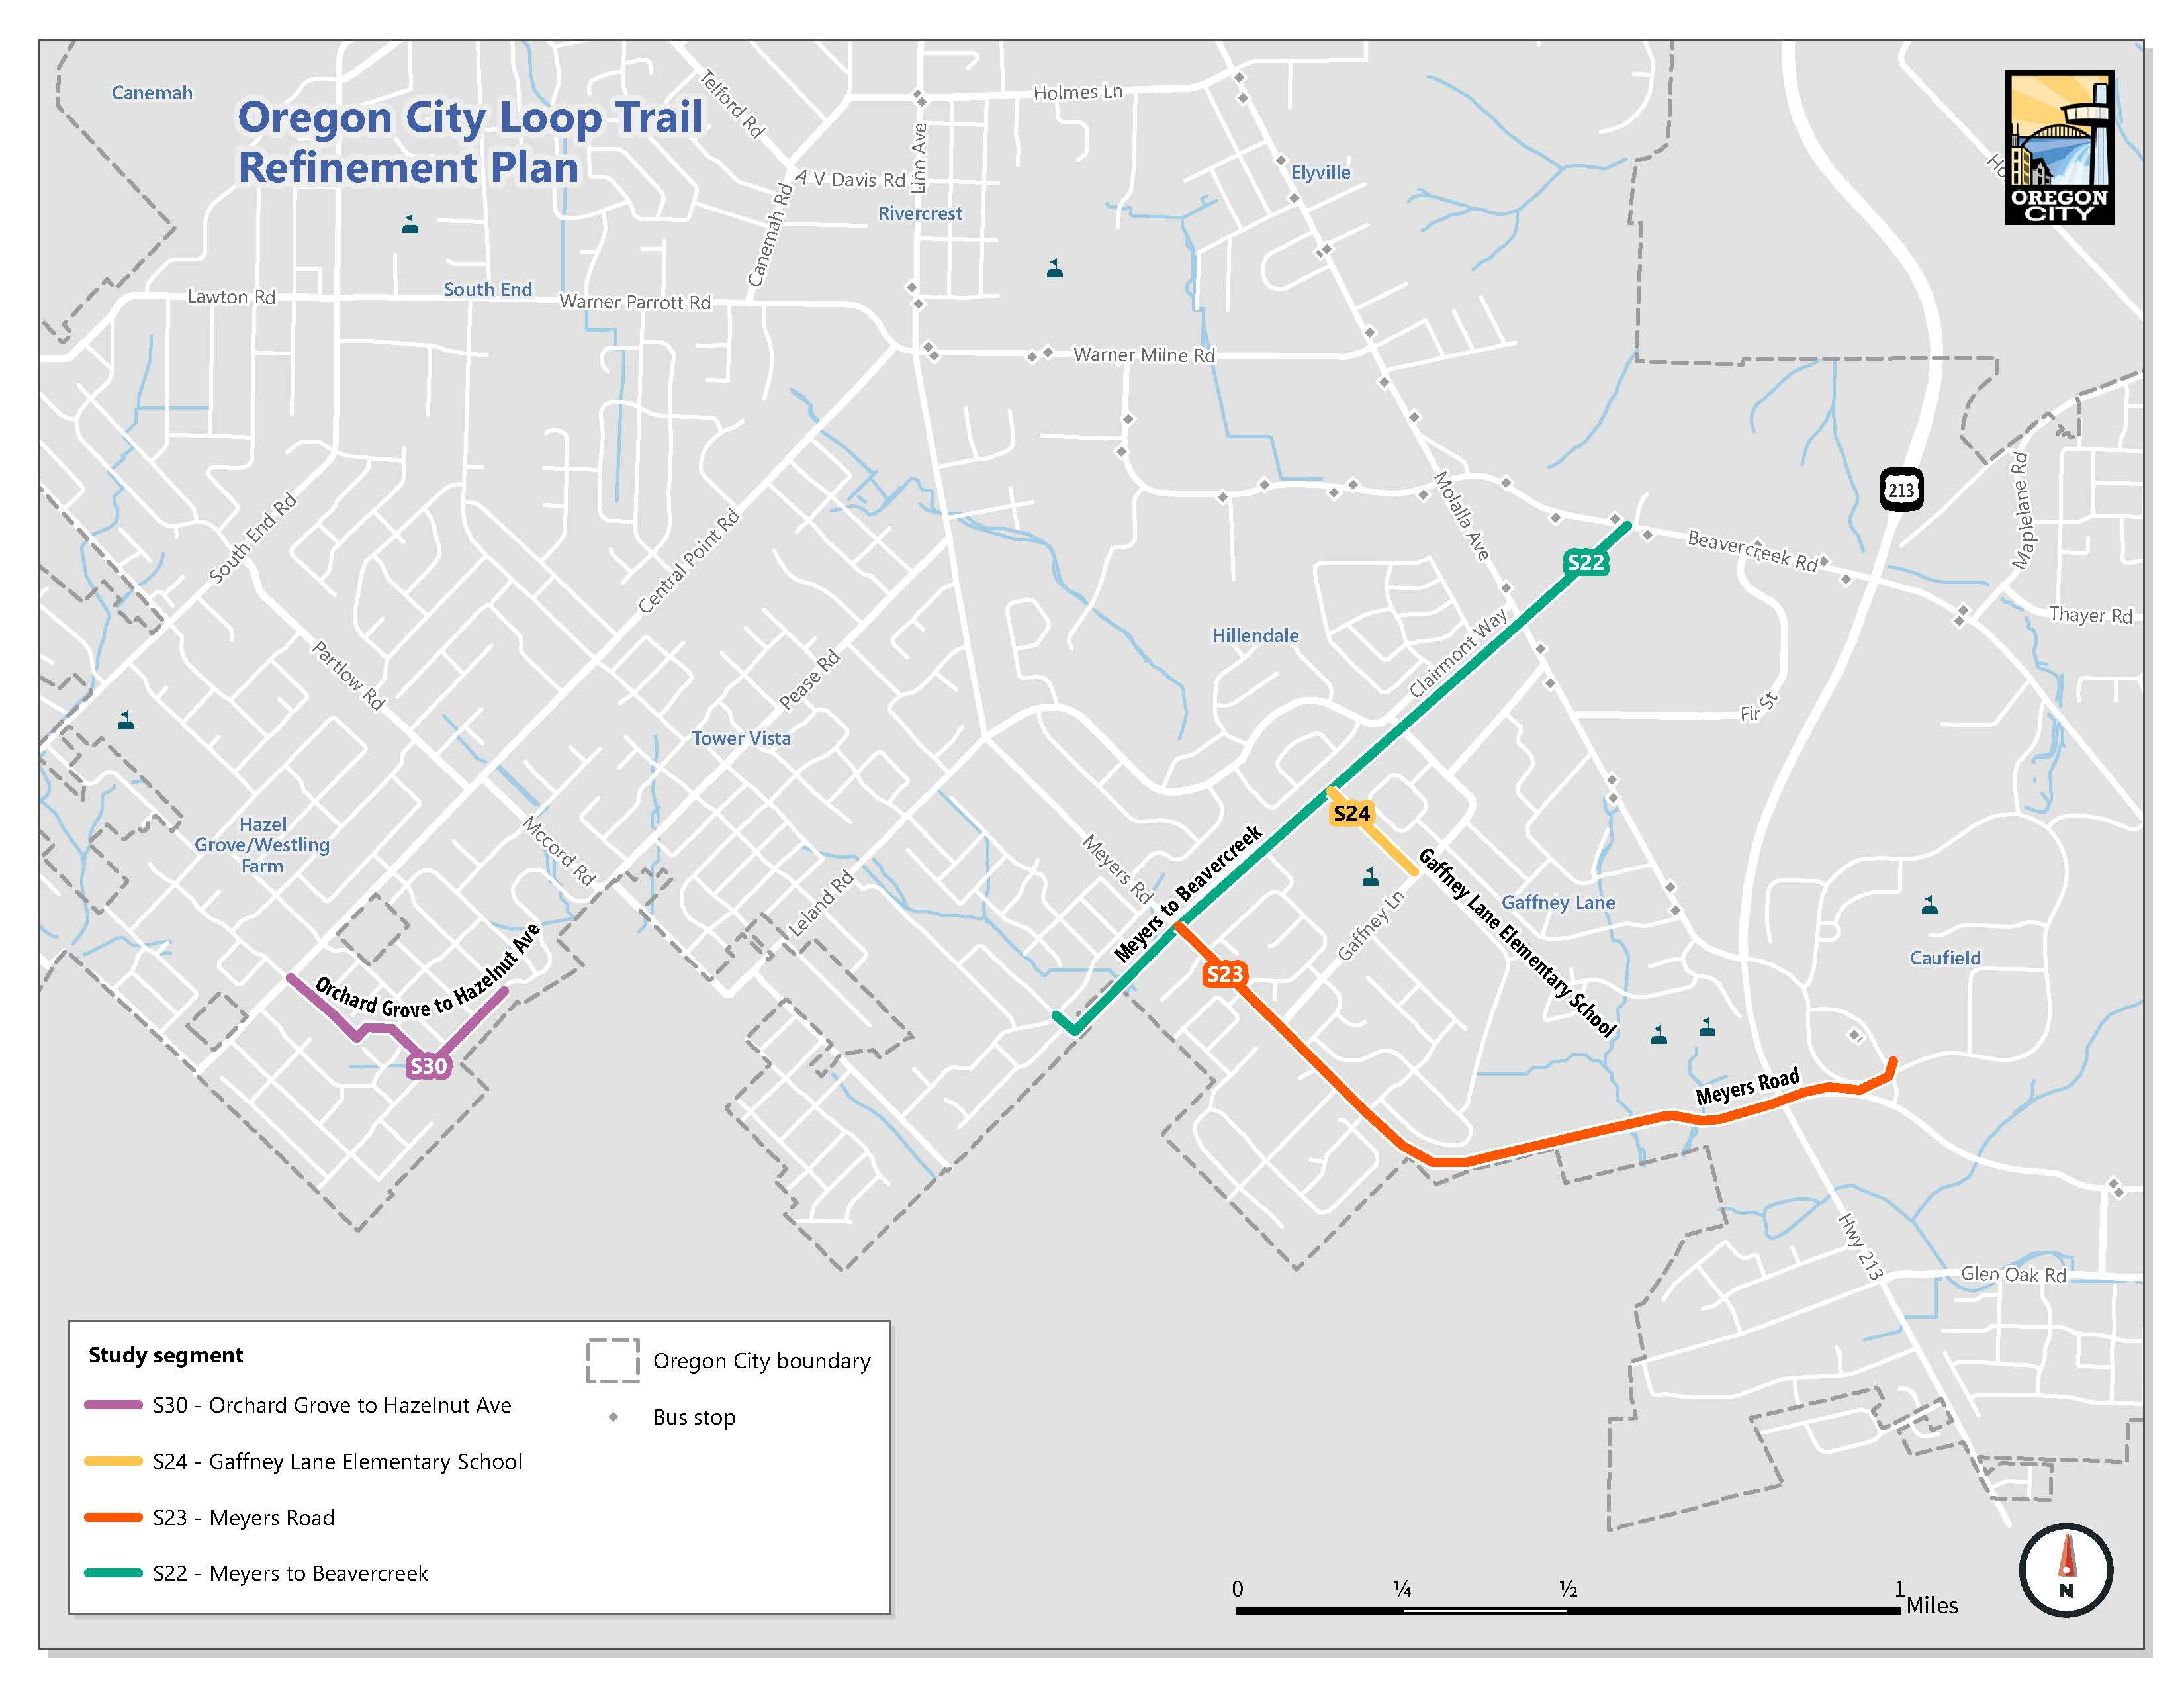 Oregon City Loop Trail
Refinement Plan
Canemah
Telford Rd
Holmes Ln
Linn Ave
A V Davis Rd
Canemah Rd
Rivercrest
Elyville
Ho
OREGON
CITY
Lawton Rd
South End
Warner Parrott Rd
Warner Milne Rd
South End Rd
Central Point Rd
Molalla Ave
213
Maplelane Rd
Beavercreek Rd
S22
Thayer Rd
Partlow Rd
Pease Rd
Hillendale
Clairmont Way
Fir St
Tower Vista
Hazel
Grove/Westling
Farm
Mccord Rd
Meyers Rd
S24
Meyers to Beavercreek
Leland Rd
Gaffney Ln
Gaffney Lane Elementary School
Gaffney Lane
Caufield
Orchard Grove to Hazelnut Ave
S23
S30
Meyers Road
Hwy 213
Glen Oak Rd
Study segment
S30 - Orchard Grove to Hazelnut Ave
S24 - Gaffney Lane Elementary School
S23 - Meyers Road
S22 - Meyers to Beavercreek
Oregon City boundary
Bus stop
0 ¼ ½ 1
Miles
N